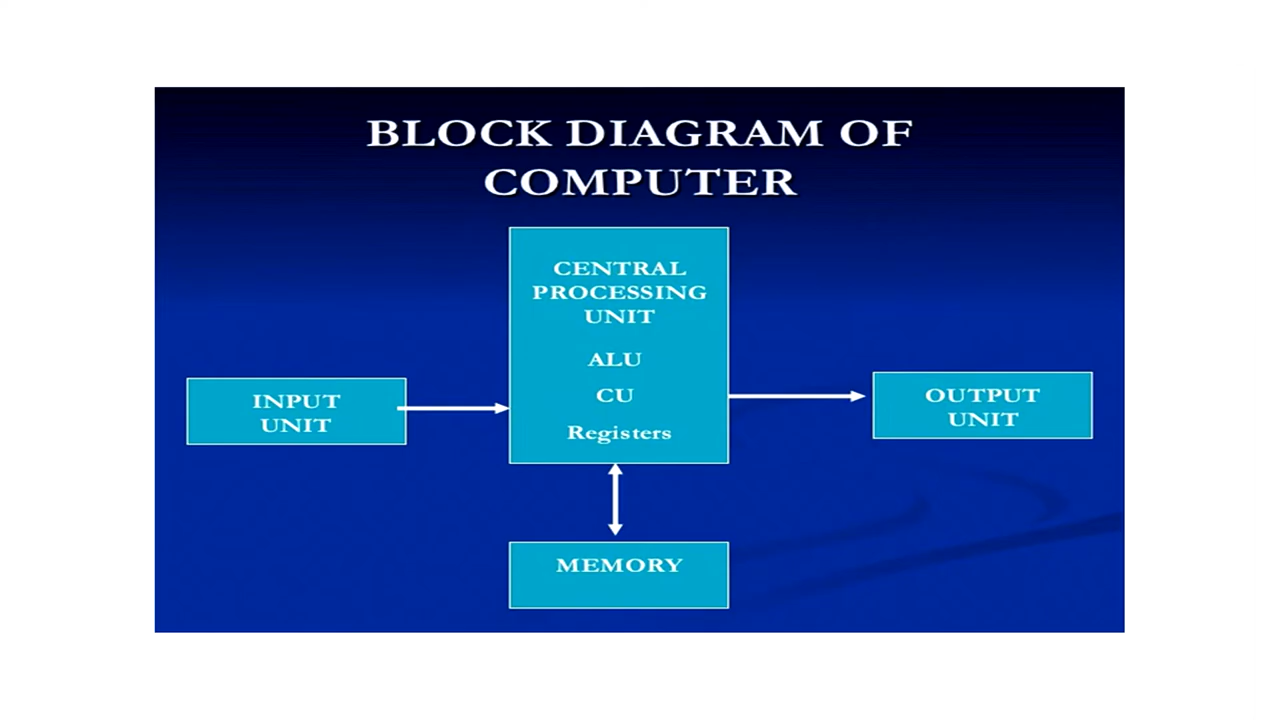 BLOCK DIAGRAM OF
COMPUTER
CENTRAL
PROCESSING
UNIT
ALU
CU
Registers
INPUT
UNIT
OUTPUT
UNIT
MEMORY